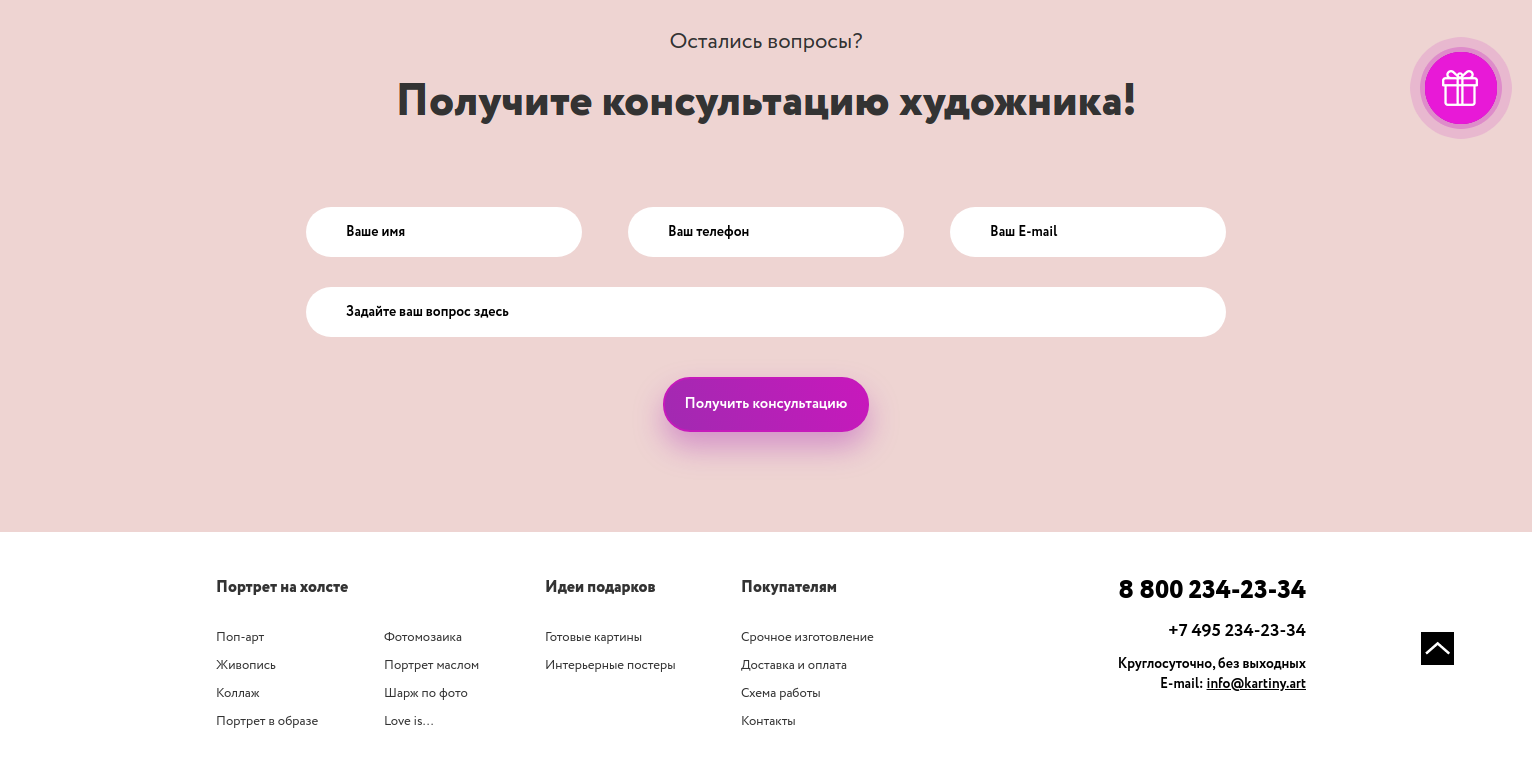 Остались вопросы?
Получите консультацию художника!
Ваше имя
Ваш телефон
Ваш E-mail
Задайте ваш вопрос здесь
Получить консультацию
Портрет на холсте
Поп-арт
Живопись
Коллаж
Портрет в образе
Фотомозаика
Портрет маслом
Шарж по фото
Love is...
Идеи подарков
Готовые картины
Интерьерные постеры
Покупателям
Срочное изготовление
Доставка и оплата
Схема работы
Контакты
8 800 234-23-34
+7 495 234-23-34
Круглосуточно, без выходных
E-mail: info@kartiny.art